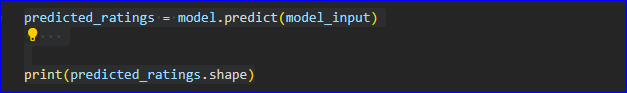 predicted_ratings = model.predict(model_input)
...
print(predicted_ratings.shape)